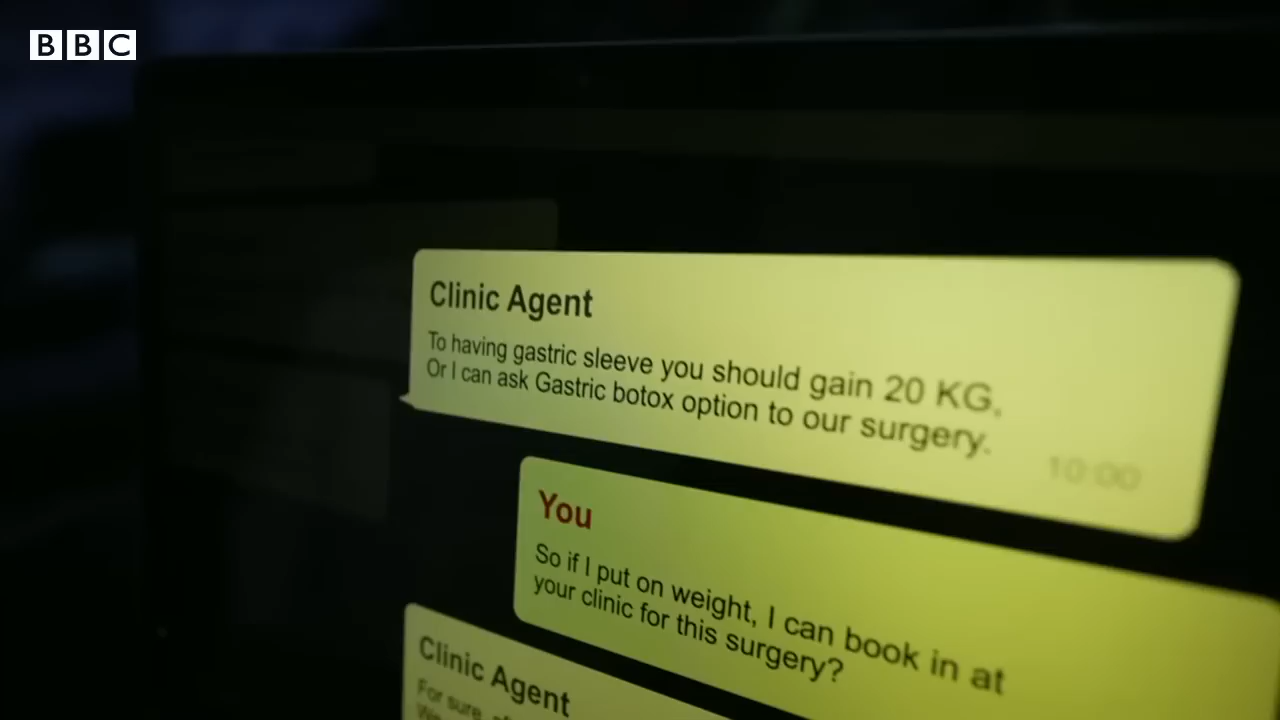 BBC
Clinic Agent
To having gastric sleeve you should gain 20 KG,
Or I can ask Gastric botox option to our surgery.
10:00
You
So if I put on weight, I can book in at
your clinic for this surgery?
Clinic Agent
For sure,